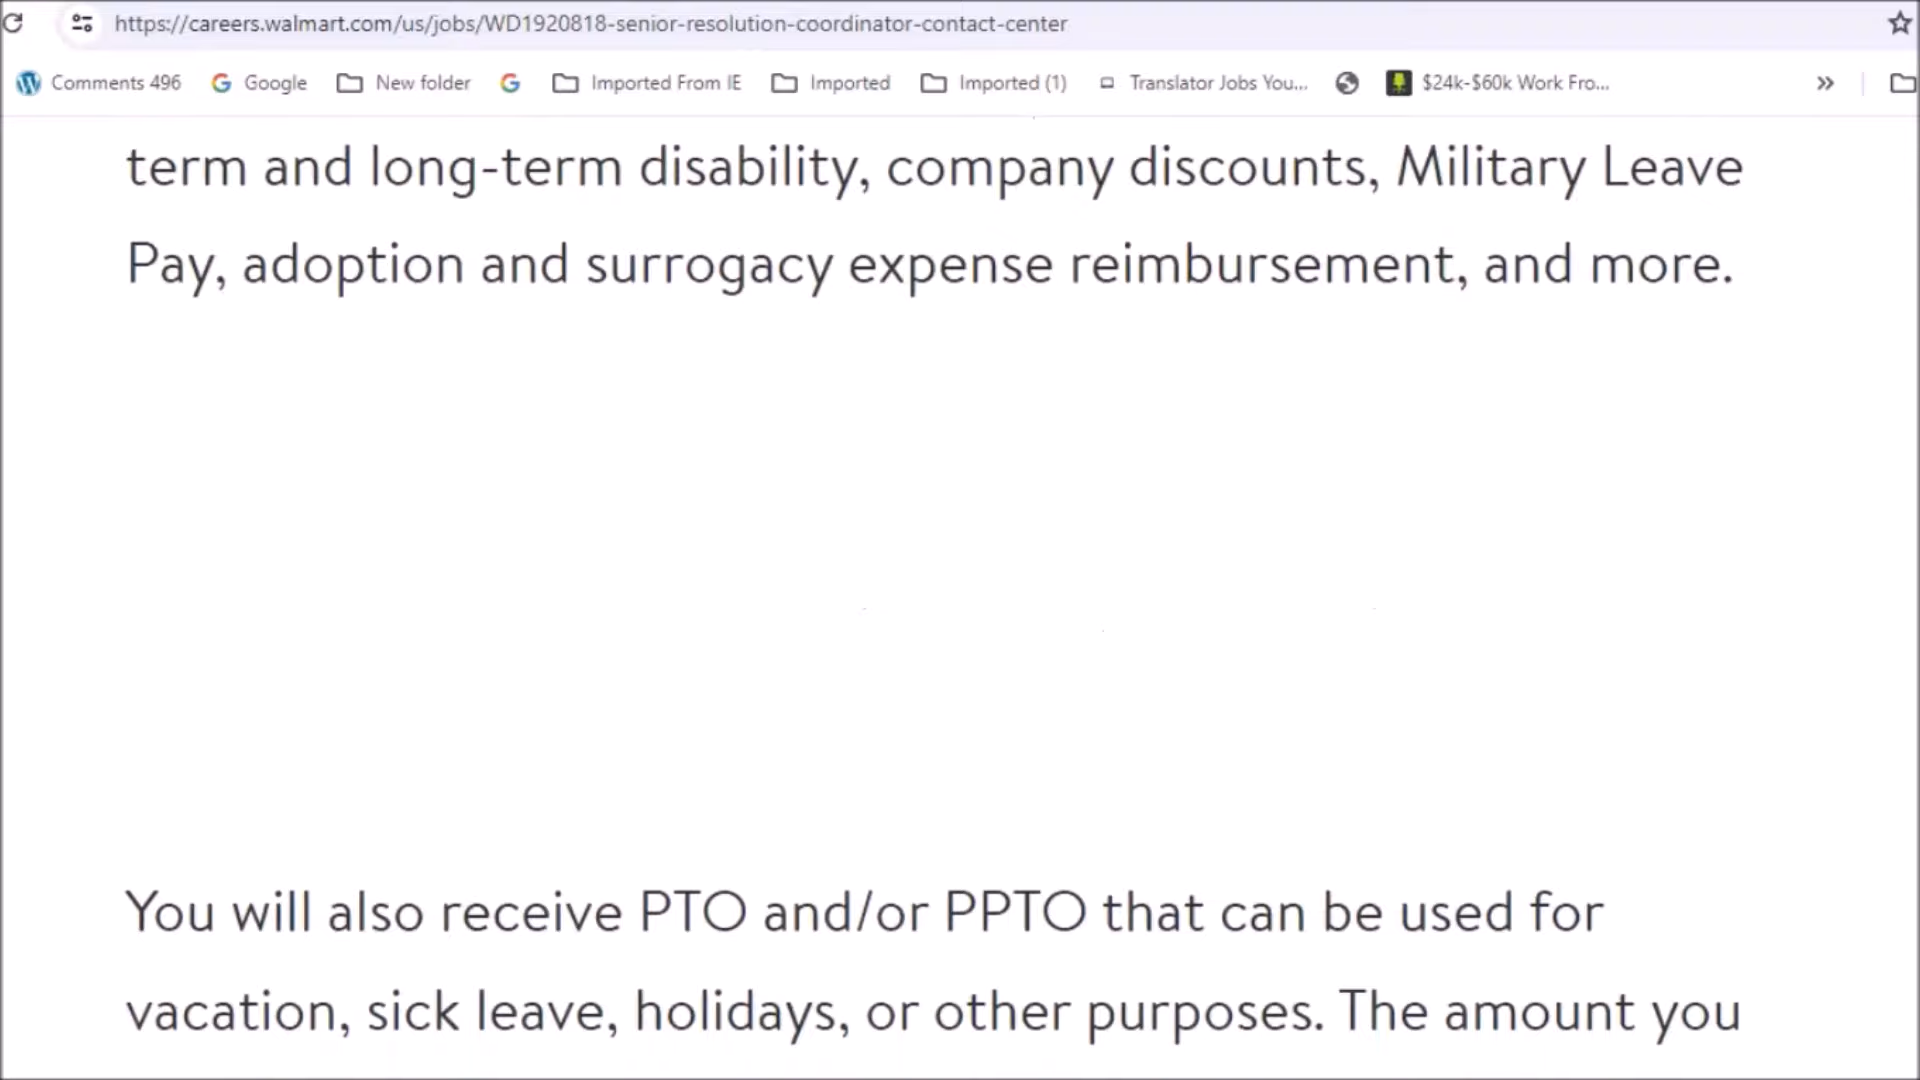 https://careers.walmart.com/us/jobs/WD1920818-senior-resolution-coordinator-contact-center
Comments 496 Google New folder Imported From IE Imported Imported (1) Translator Jobs You... $24k-$60k Work Fro...
term and long-term disability, company discounts, Military Leave
Pay, adoption and surrogacy expense reimbursement, and more.
You will also receive PTO and/or PPTO that can be used for
vacation, sick leave, holidays, or other purposes. The amount you